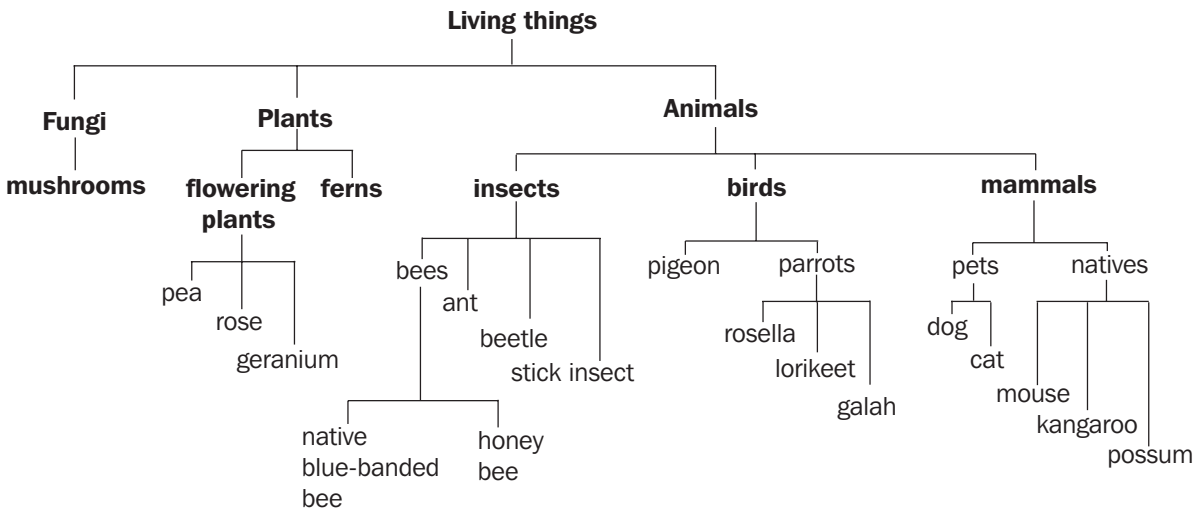 Living things
Fungi
Plants
Animals
mushrooms
flowering
plants
ferns
insects
birds
mammals
pea
rose
geranium
bees
ant
beetle
stick insect
native
blue-banded
bee
honey
bee
pigeon
parrots
rosella
lorikeet
galah
pets
natives
dog
cat
mouse
kangaroo
possum